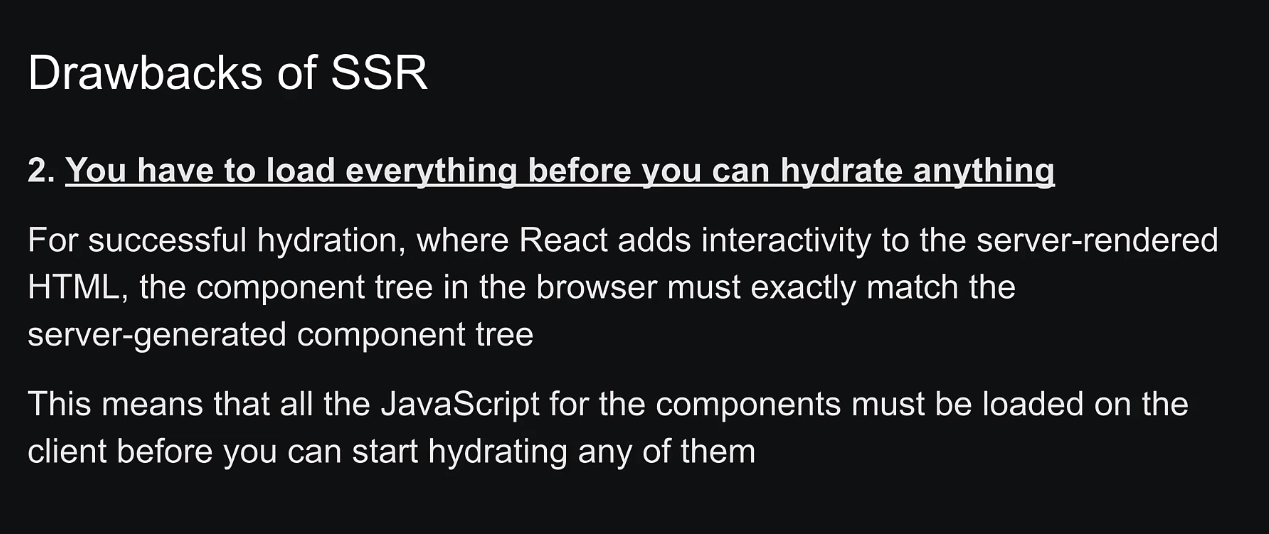 Drawbacks of SSR
2. You have to load everything before you can hydrate anything
For successful hydration, where React adds interactivity to the server-rendered
HTML, the component tree in the browser must exactly match the
server-generated component tree
This means that all the JavaScript for the components must be loaded on the
client before you can start hydrating any of them